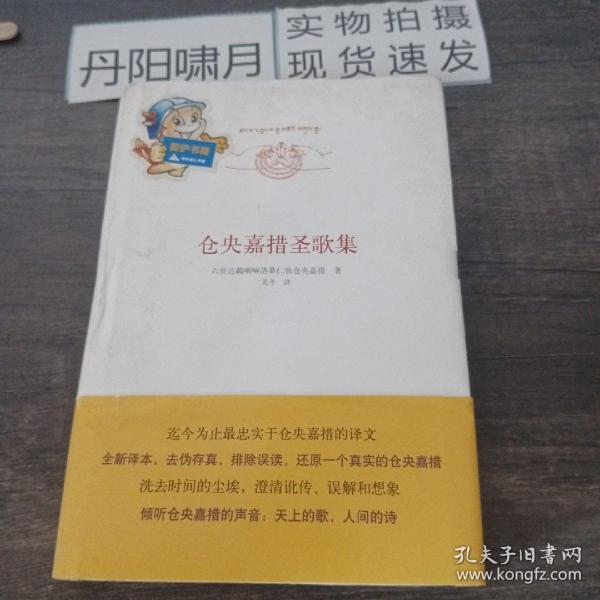 丹阳啸月
实物拍摄
现货速发
爱护书籍
仓央嘉措圣歌集
六世达赖喇嘛洛桑仁钦仓央嘉措 著
龙冬 译
迄今为止最忠实于仓央嘉措的译文
全新译本，去伪存真，排除误读，还原一个真实的仓央嘉措
洗去时间的尘埃，澄清讹传、误解和想象
倾听仓央嘉措的声音：天上的歌，人间的诗
孔夫子旧书网
www.kongfz.com